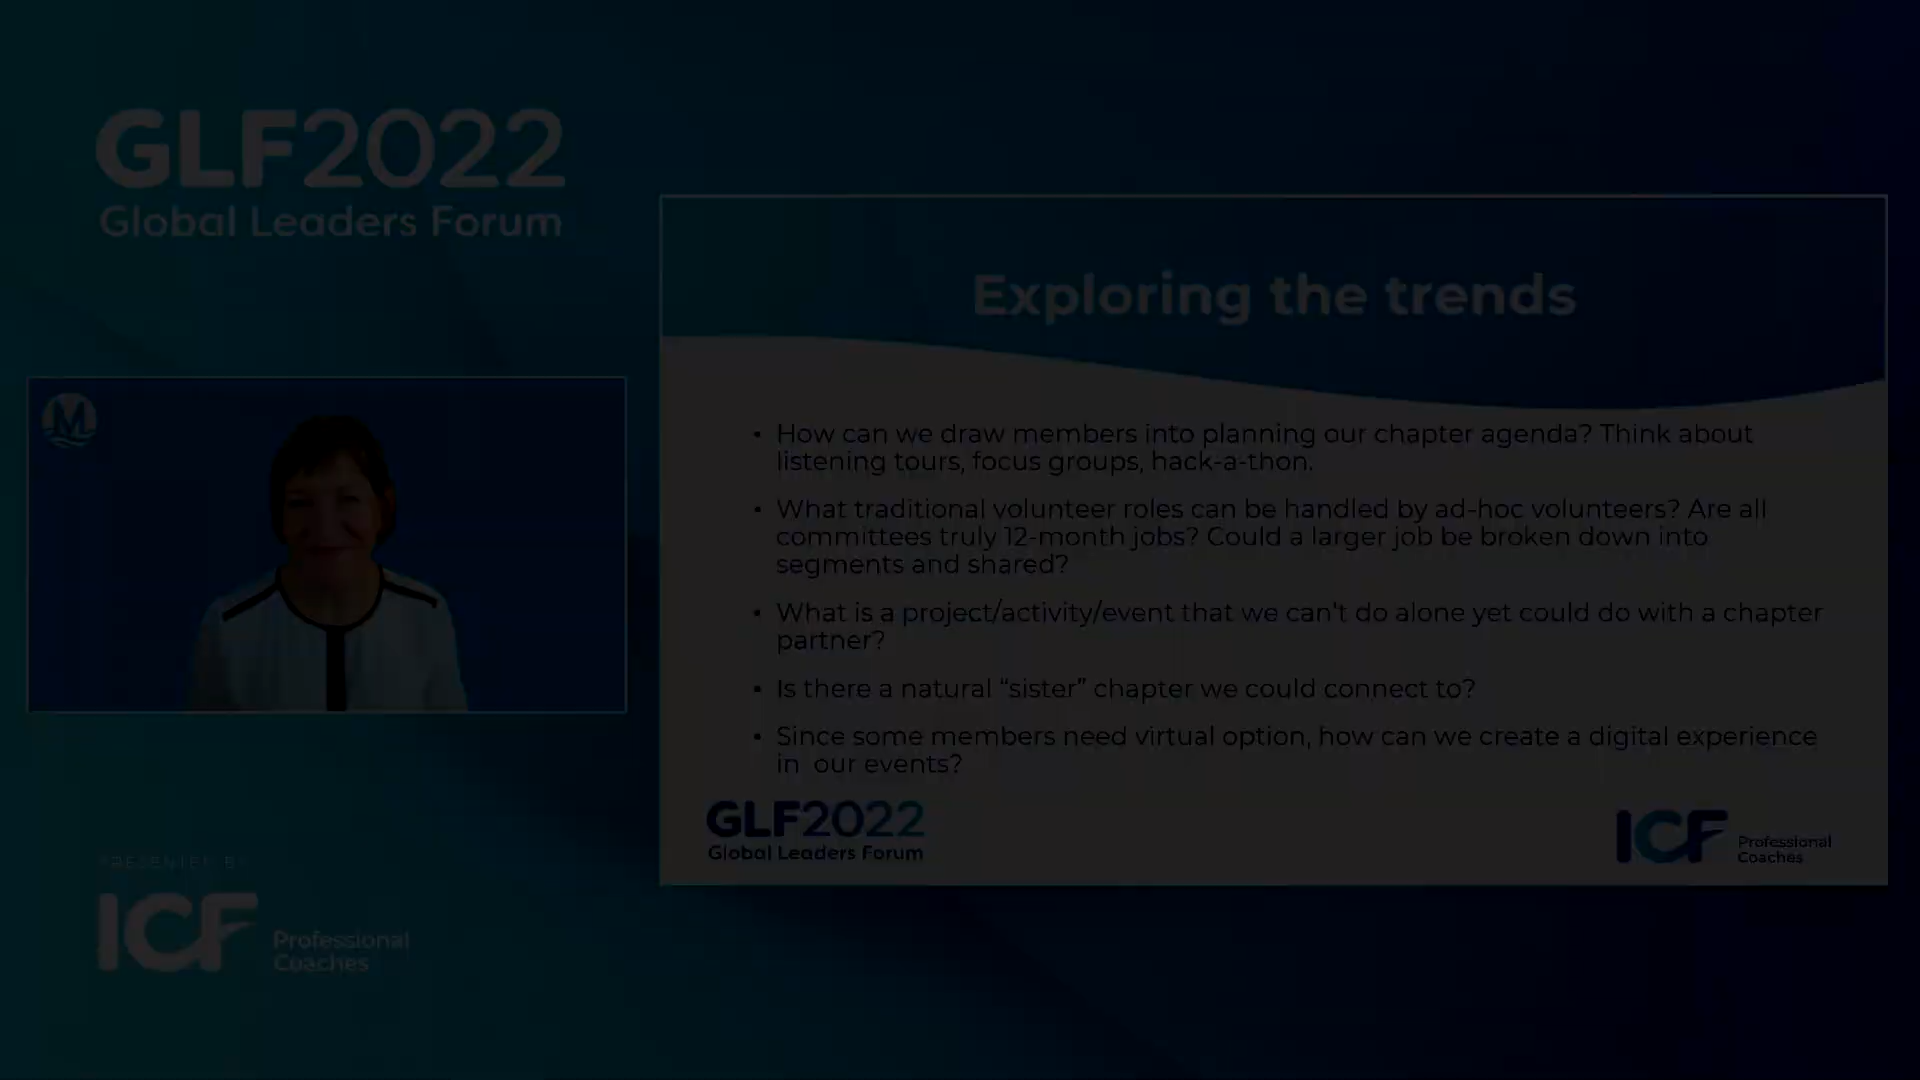 GLF2022
Global Leaders Forum
M
Exploring the trends
• How can we draw members into planning our chapter agenda? Think about
listening tours, focus groups, hack-a-thon.
• What traditional volunteer roles can be handled by ad-hoc volunteers? Are all
committees truly 12-month jobs? Could a larger job be broken down into
segments and shared?
• What is a project/activity/event that we can't do alone yet could do with a chapter
partner?
• Is there a natural “sister” chapter we could connect to?
• Since some members need virtual option, how can we create a digital experience
in  our events?
GLF2022
Global Leaders Forum
ICF Professional
Coaches
PRESENTED BY
ICF Professional
Coaches